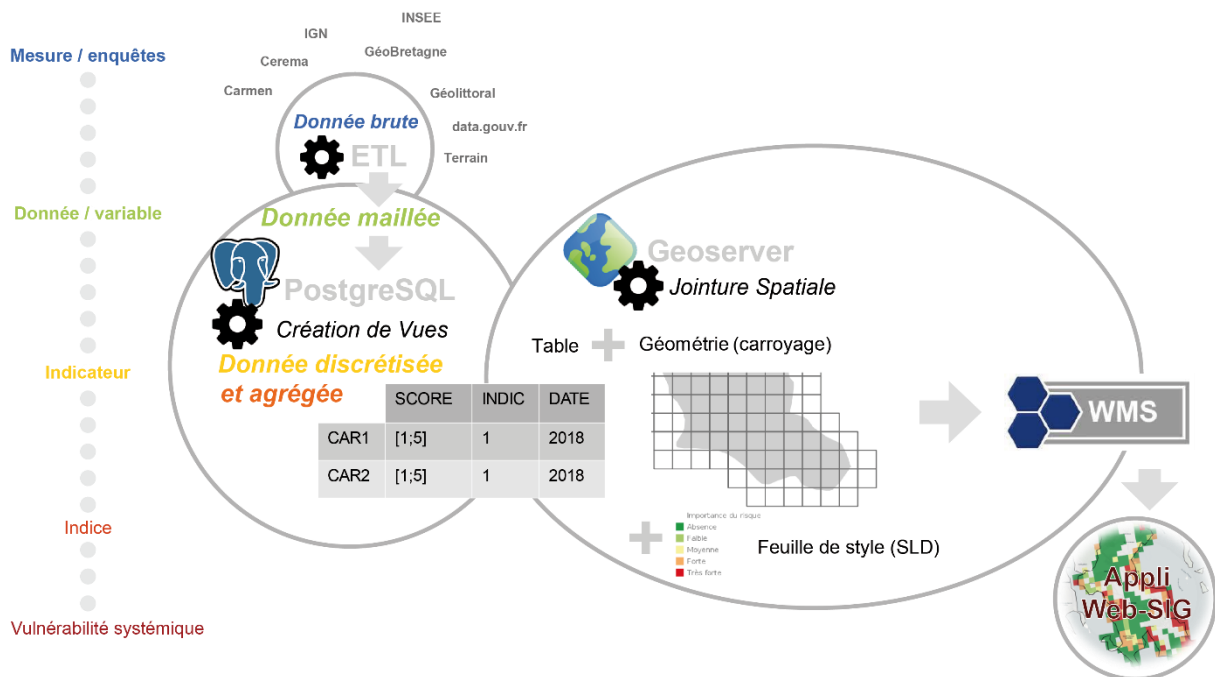 INSEE
IGN
Mesure / enquêtes
GéoBretagne
Cerema
Carmen
Géolittoral
Donnée brute
data.gouv.fr
ETL
Terrain
Donnée / variable
Donnée maillée
Geoserver
PostgreSQL
Jointure Spatiale
Création de Vues
Table
Géométrie (carroyage)
Donnée discrétisée
et agrégée
Indicateur
SCORE INDIC DATE
CAR1 [1;5] 1 2018
CAR2 [1;5] 1 2018
WMS
Importance du risque
Absence
Faible
Moyenne
Forte
Très forte
Feuille de style (SLD)
Indice
Appli
Web-SIG
Vulnérabilité systémique